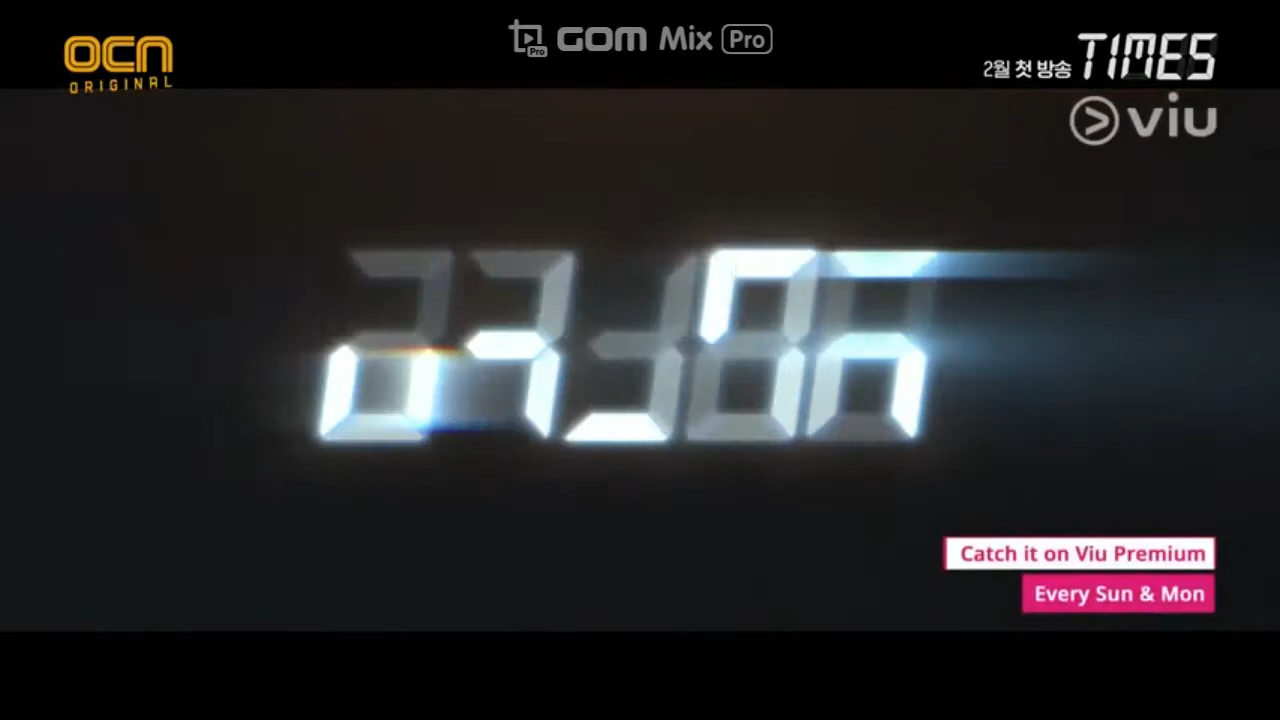 OCN
ORIGINAL
GOM Mix Pro
Pro
2월 첫 방송 TIMES
viu
Catch it on Viu Premium
Every Sun & Mon